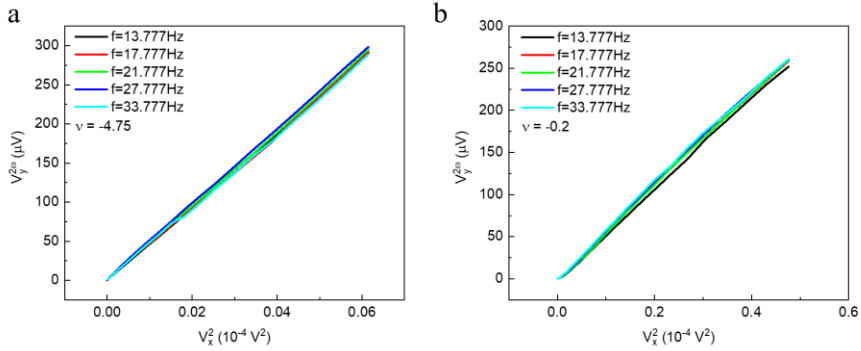 a
f=13.777Hz
f=17.777Hz
f=21.777Hz
f=27.777Hz
f=33.777Hz
ν = -4.75
300
250
200
150
100
50
0
V_y^{2ω} (μV)
0.00 0.02 0.04 0.06
V_x^2 (10^{-4} V^2)
b
f=13.777Hz
f=17.777Hz
f=21.777Hz
f=27.777Hz
f=33.777Hz
ν = -0.2
300
250
200
150
100
50
0
V_y^{2ω} (μV)
0.0 0.2 0.4 0.6
V_x^2 (10^{-4} V^2)